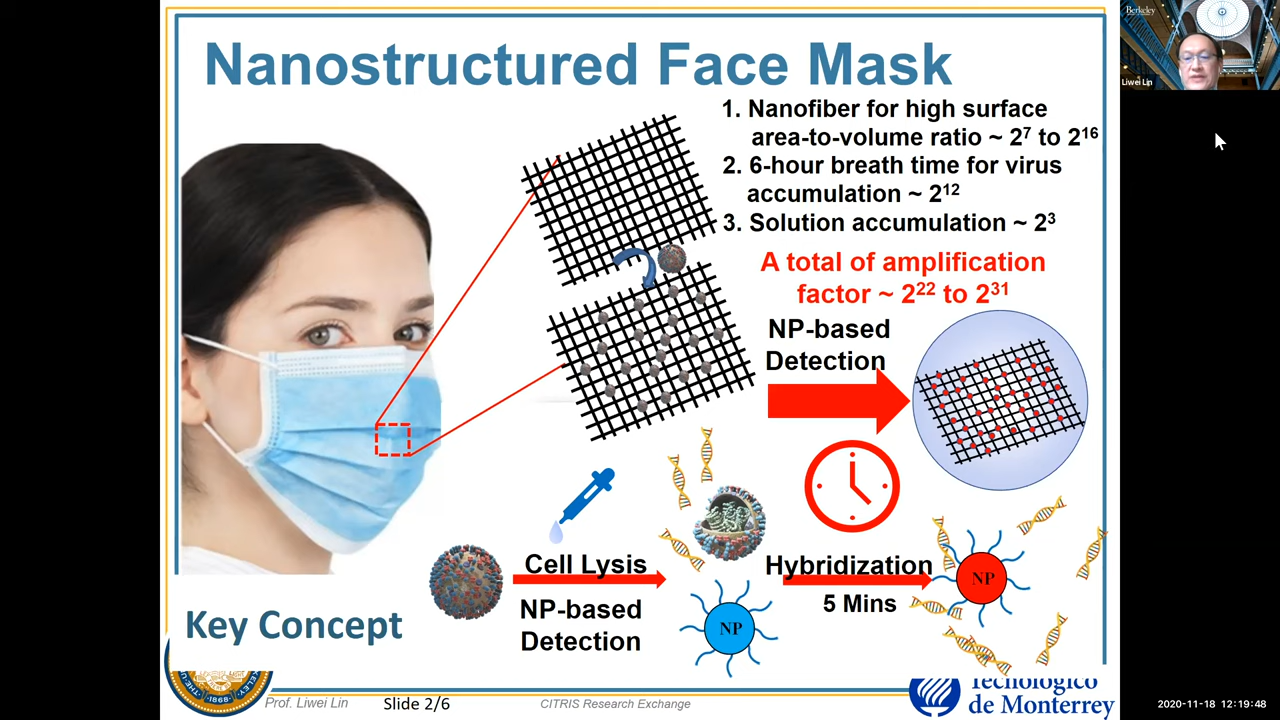 Nanostructured Face Mask
1. Nanofiber for high surface
area-to-volume ratio ~ 2⁷ to 2¹⁶
2. 6-hour breath time for virus
accumulation ~ 2¹²
3. Solution accumulation ~ 2³
A total of amplification
factor ~ 2²² to 2³¹
NP-based
Detection
Cell Lysis
NP-based
Detection
NP
Hybridization
5 Mins
NP
Key Concept
1868
Prof. Liwei Lin
Slide 2/6
CITRIS Research Exchange
Tecnológico
de Monterrey
Berkeley
Liwei Lin
2020-11-18 12:19:48